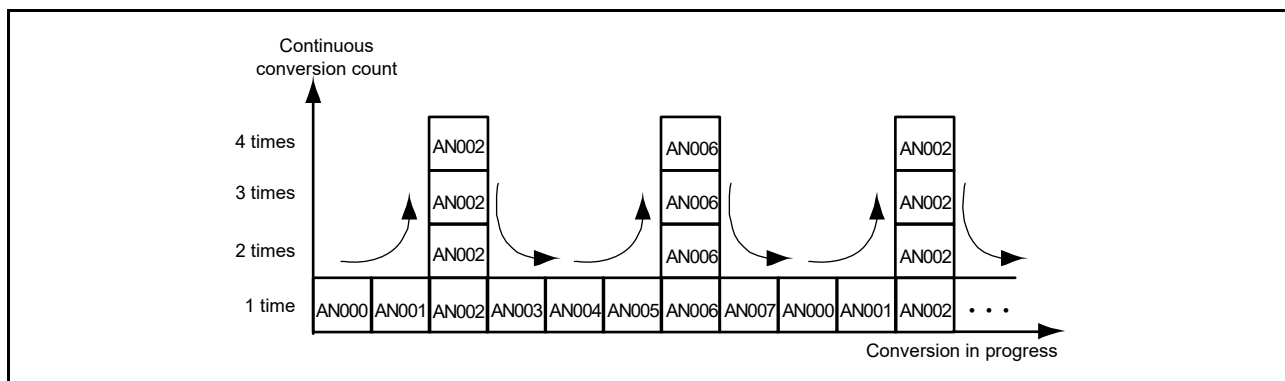 Continuous
conversion count
4 times
AN002
AN006
AN002
3 times
AN002
AN006
AN002
2 times
AN002
AN006
AN002
1 time
AN000
AN001
AN002
AN003
AN004
AN005
AN006
AN007
AN000
AN001
AN002
• • •
Conversion in progress